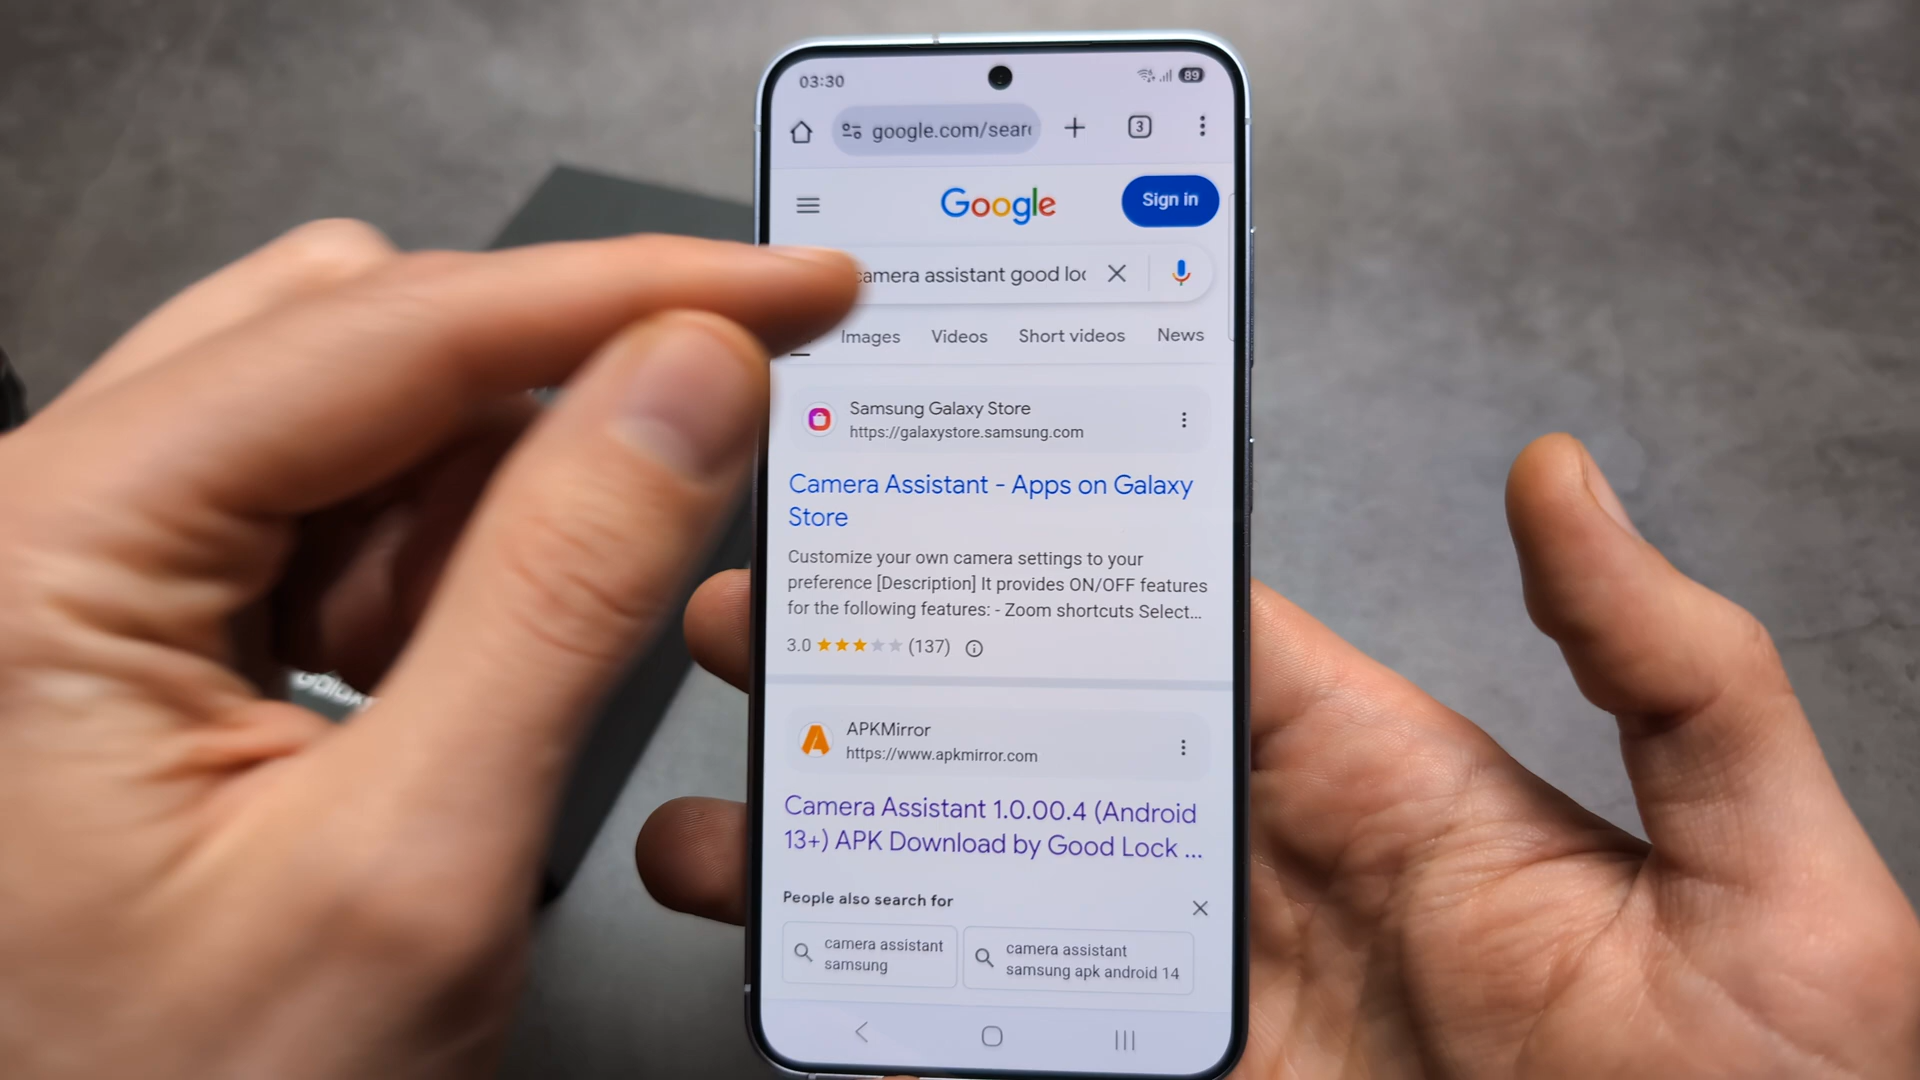 03:30
89
google.com/sear
3
Google
Sign in
camera assistant good loc
Images Videos Short videos News
Samsung Galaxy Store
https://galaxystore.samsung.com
Camera Assistant - Apps on Galaxy
Store
Customize your own camera settings to your
preference [Description] It provides ON/OFF features
for the following features: - Zoom shortcuts Select...
3.0 (137)
APKMirror
https://www.apkmirror.com
Camera Assistant 1.0.00.4 (Android
13+) APK Download by Good Lock ...
People also search for
camera assistant
samsung
camera assistant
samsung apk android 14